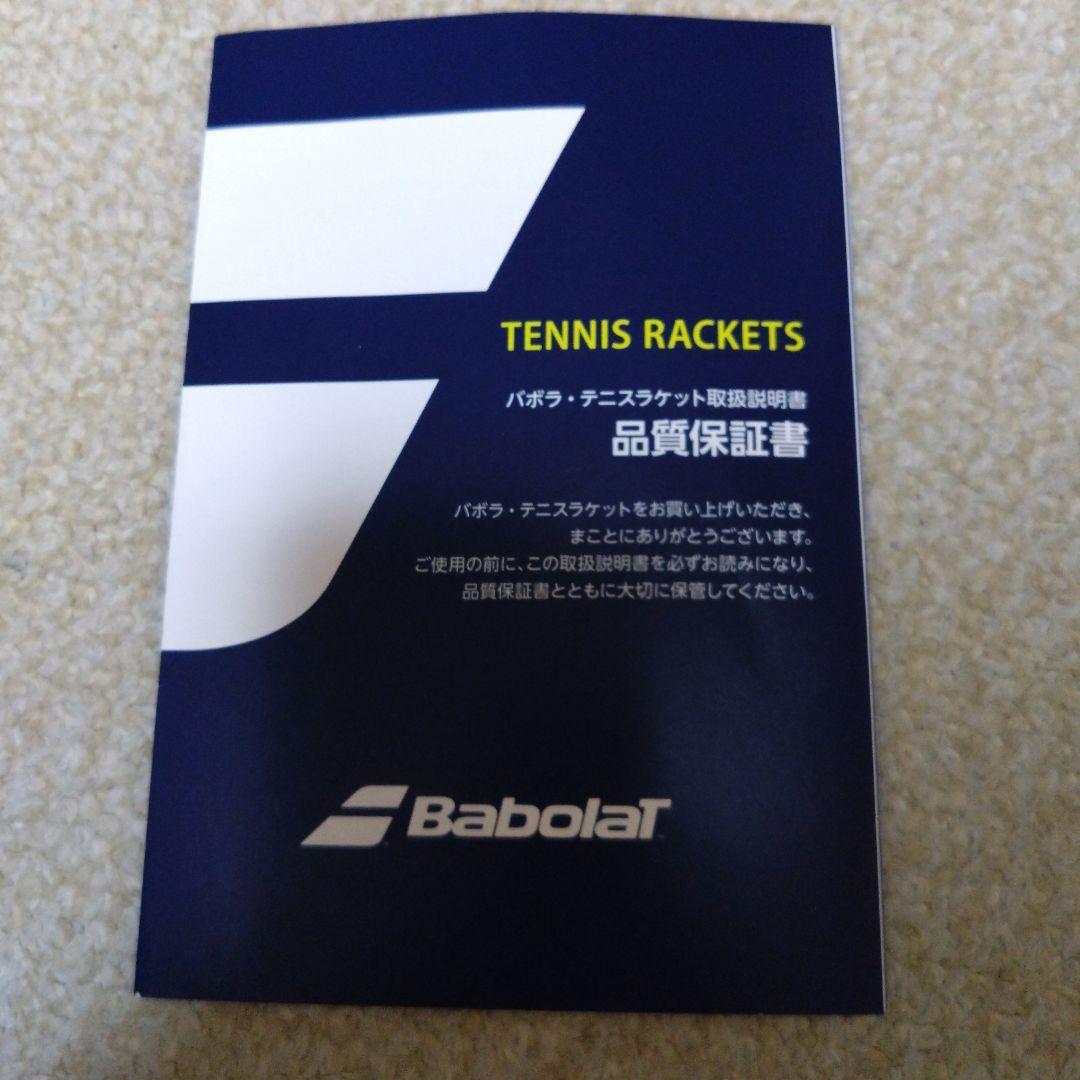 TENNIS RACKETS
バボラ・テニスラケット取扱説明書
品質保証書
バボラ・テニスラケットをお買い上げいただき、
まことにありがとうございます。
ご使用の前に、この取扱説明書を必ずお読みになり、
品質保証書とともに大切に保管してください。
BabolaT